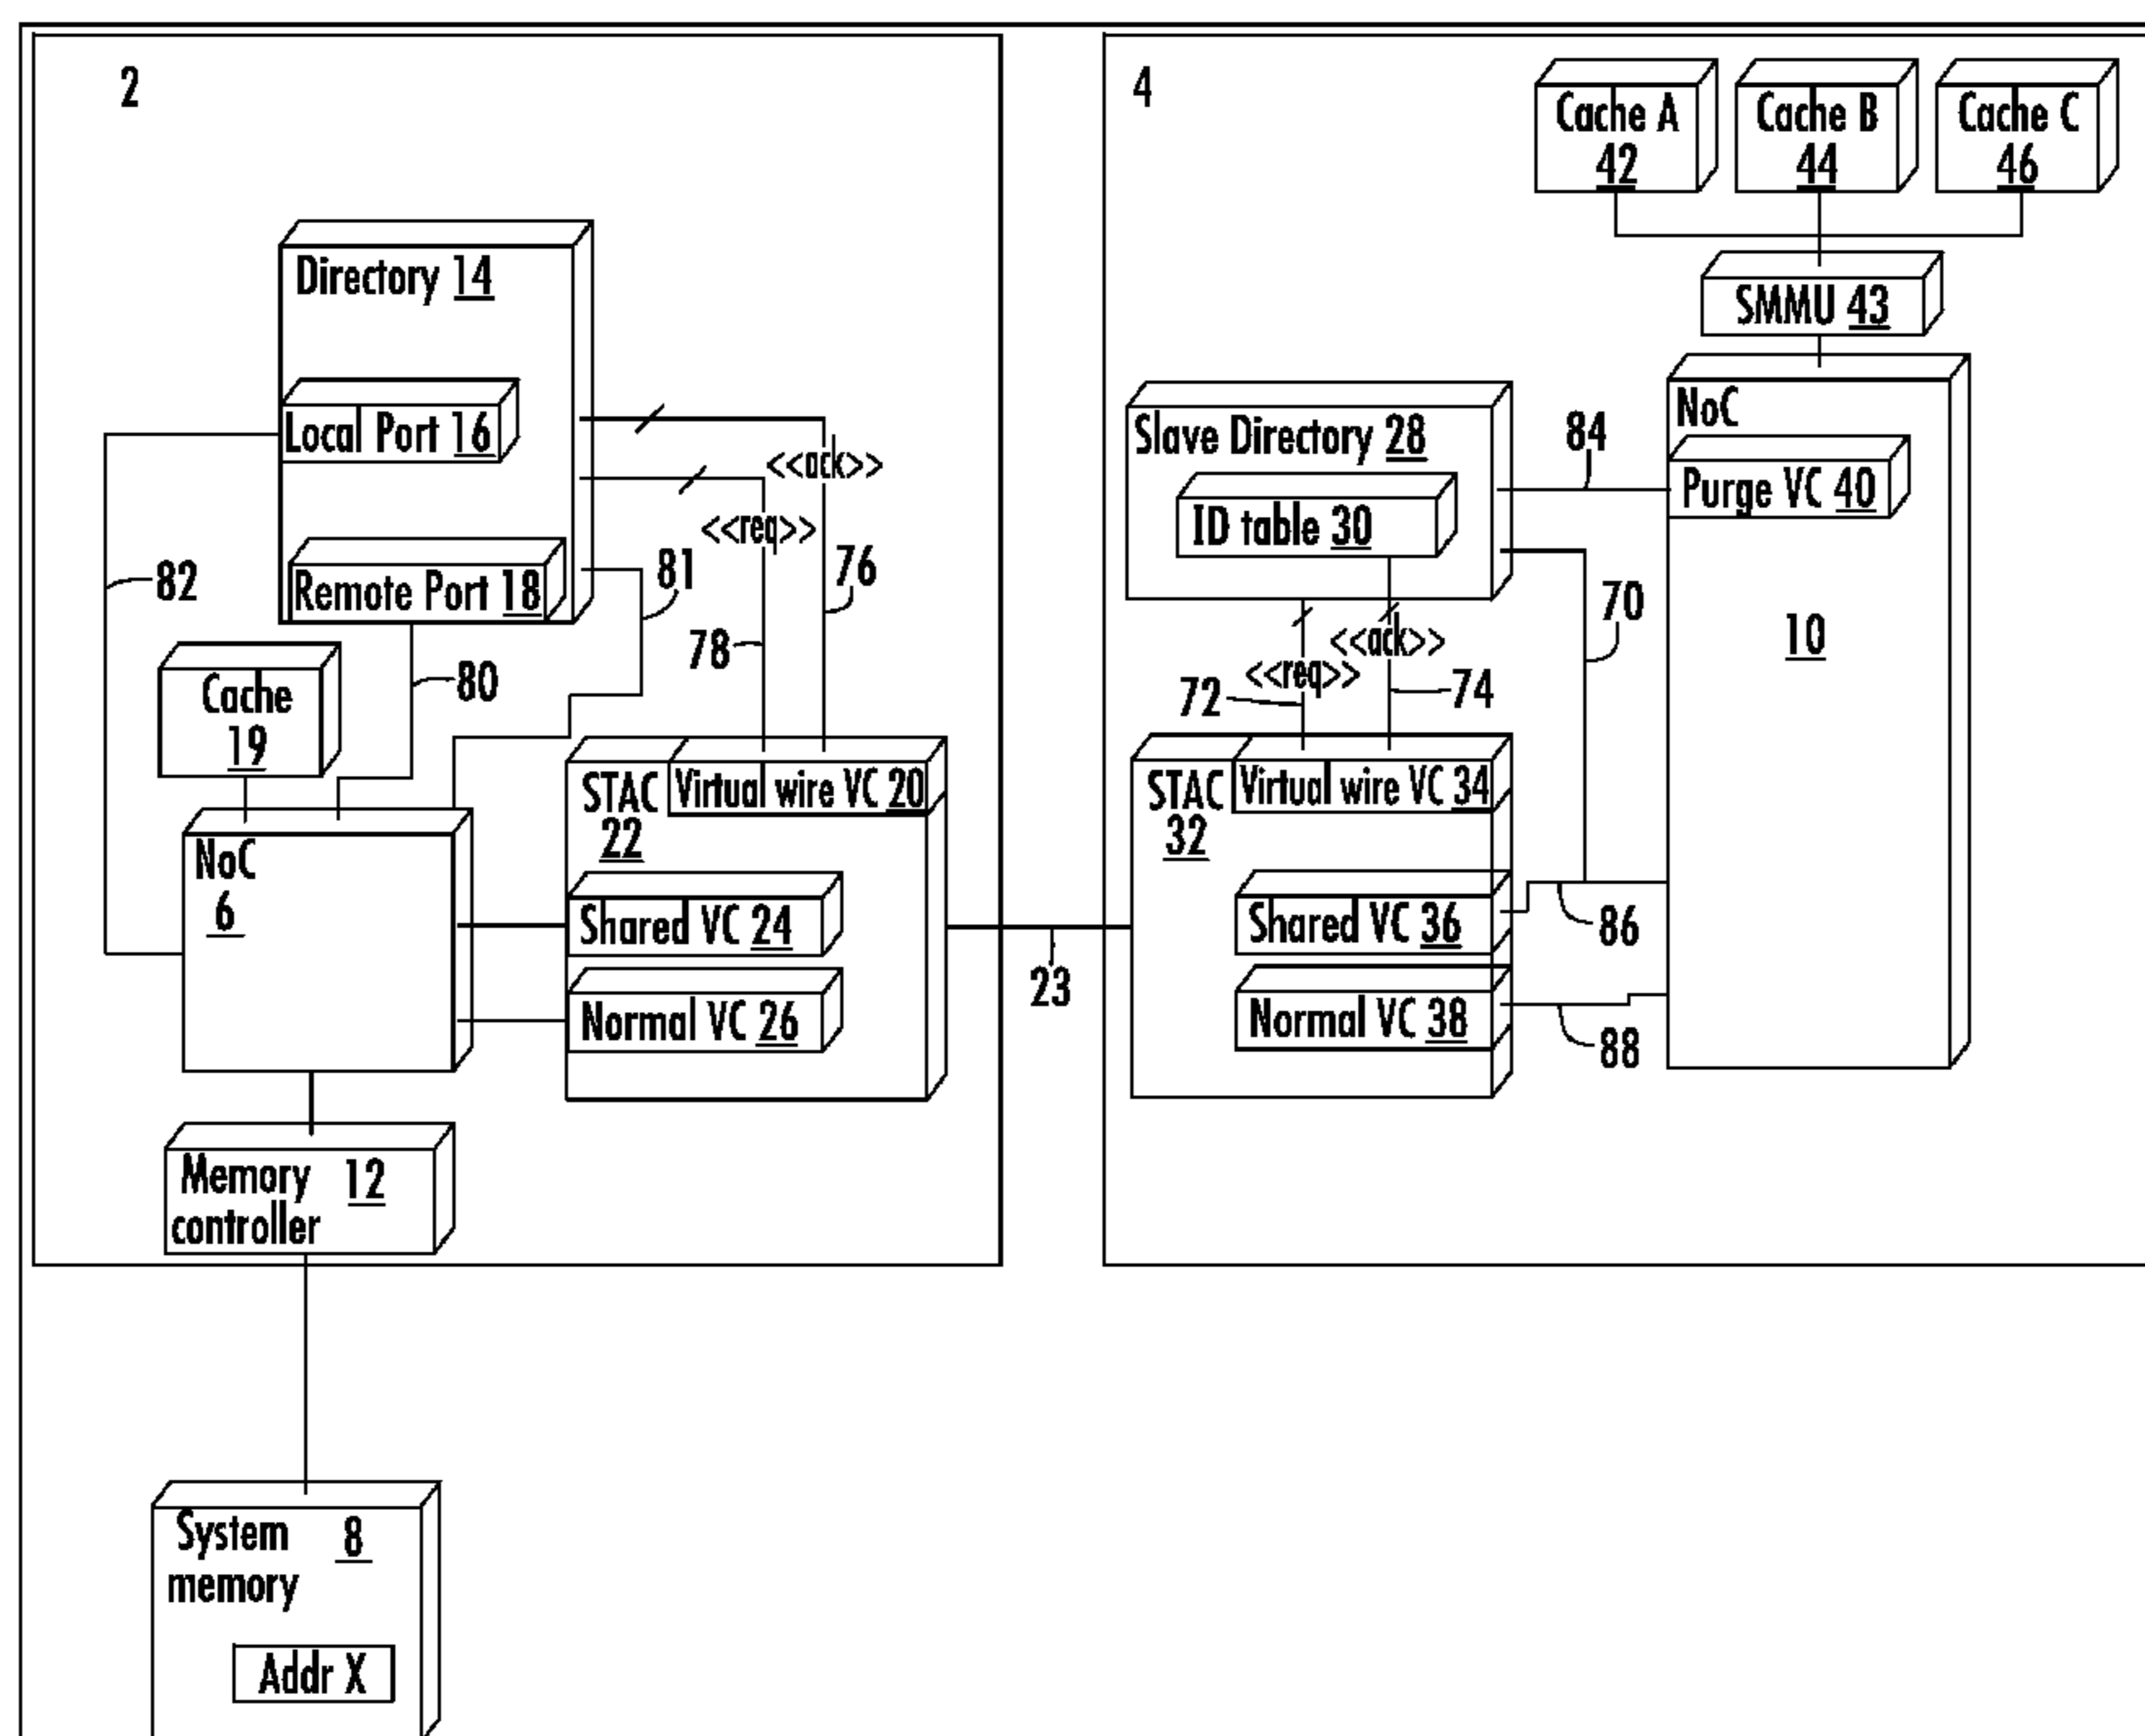 2
Directory 14
Local Port 16
Remote Port 18
<<ack>>
<<req>>
82
81
76
78
80
Cache
19
NoC
6
STAC
22
Virtual wire VC 20
Shared VC 24
Normal VC 26
Memory 12
controller
System 8
memory
Addr X
23
4
Cache A
42
Cache B
44
Cache C
46
SMMU 43
Slave Directory 28
ID table 30
84
NoC
Purge VC 40
10
70
<<ack>>
<<req>>
72
74
STAC
32
Virtual wire VC 34
Shared VC 36
Normal VC 38
86
88